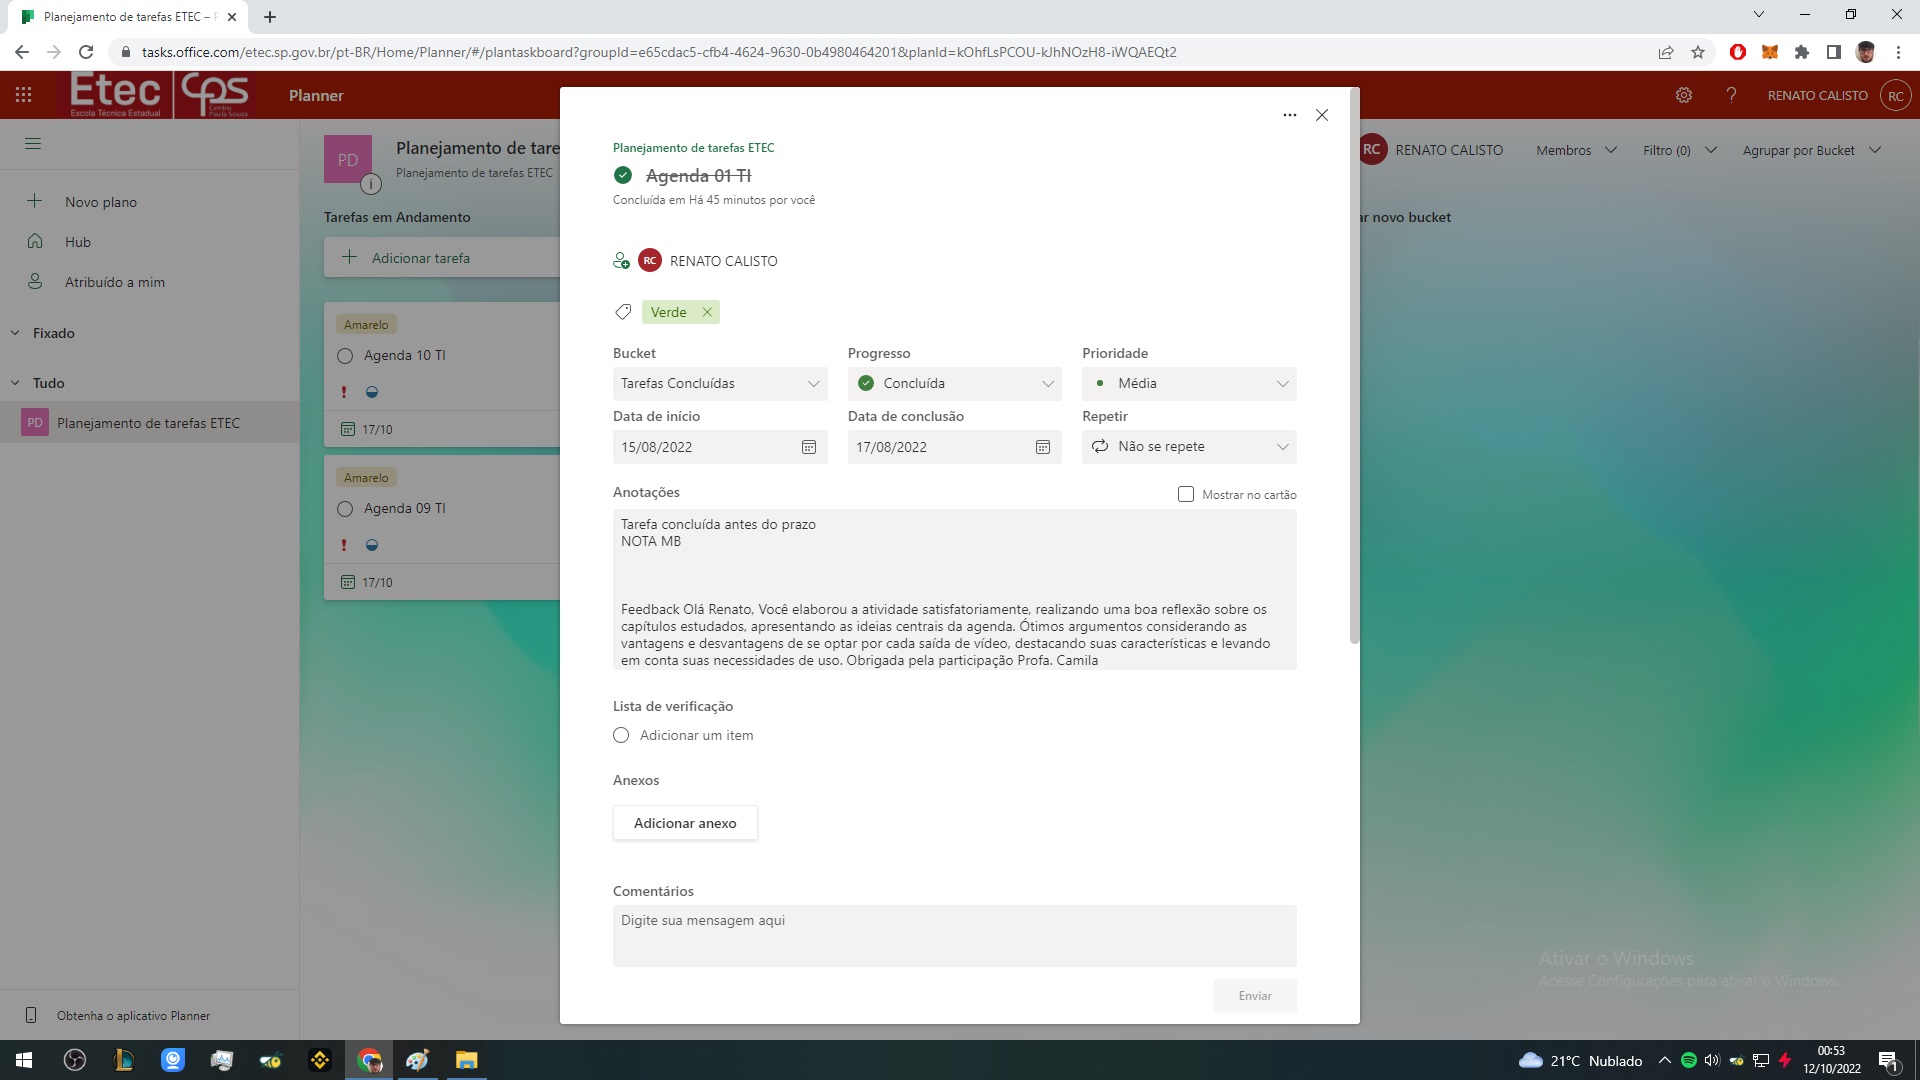 Planejamento de tarefas ETEC – P
tasks.office.com/etec.sp.gov.br/pt-BR/Home/Planner/#/plantaskboard?groupId=e65cdac5-cfb4-4624-9630-0b4980464201&planId=kOhfLsPCOU-kJhNOzH8-iWQAEQt2
Etec
Escola Técnica Estadual
Cps
Centro
Paula Souza
Planner
RENATO CALISTO
RC
Novo plano
Hub
Atribuído a mim
Fixado
Tudo
PD Planejamento de tarefas ETEC
Obtenha o aplicativo Planner
PD
Planejamento de tare
Planejamento de tarefas ETEC
RC RENATO CALISTO
Membros
Filtro (0)
Agrupar por Bucket
Tarefas em Andamento
Adicionar tarefa
Amarelo
Agenda 10 TI
17/10
Amarelo
Agenda 09 TI
17/10
ar novo bucket
Planejamento de tarefas ETEC
Agenda 01 TI
Concluída em Há 45 minutos por você
RC RENATO CALISTO
Verde
Bucket Progresso Prioridade
Tarefas Concluídas Concluída Média
Data de início Data de conclusão Repetir
15/08/2022 17/08/2022 Não se repete
Anotações Mostrar no cartão
Tarefa concluída antes do prazo
NOTA MB
Feedback Olá Renato, Você elaborou a atividade satisfatoriamente, realizando uma boa reflexão sobre os
capítulos estudados, apresentando as ideias centrais da agenda. Ótimos argumentos considerando as
vantagens e desvantagens de se optar por cada saída de vídeo, destacando suas características e levando
em conta suas necessidades de uso. Obrigada pela participação Profa. Camila
Lista de verificação
Adicionar um item
Anexos
Adicionar anexo
Comentários
Digite sua mensagem aqui
Enviar
Ativar o Windows
Acesse Configurações para ativar o Windows.
21°C Nublado
00:53
12/10/2022
1